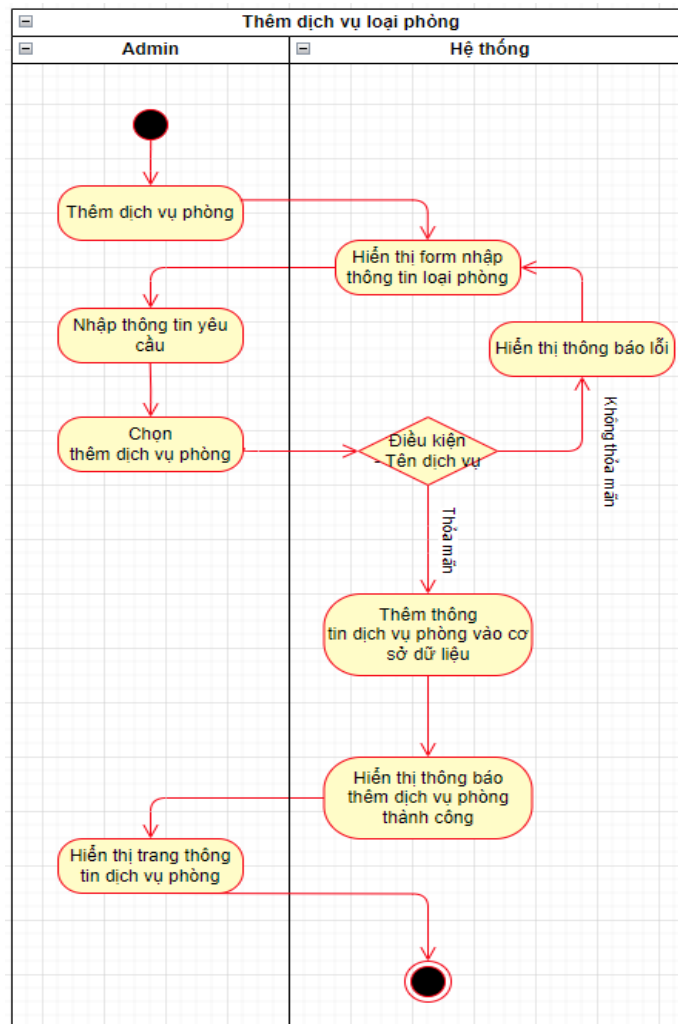 Thêm dịch vụ loại phòng
Admin
Hệ thống
Thêm dịch vụ phòng
Hiển thị form nhập
thông tin loại phòng
Nhập thông tin yêu
cầu
Hiển thị thông báo lỗi
Chọn
thêm dịch vụ phòng
Điều kiện
- Tên dịch vụ
Không thỏa mãn
Thỏa mãn
Thêm thông
tin dịch vụ phòng vào cơ
sở dữ liệu
Hiển thị thông báo
thêm dịch vụ phòng
thành công
Hiển thị trang thông
tin dịch vụ phòng